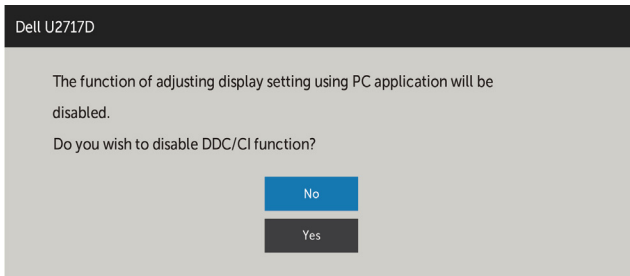 Dell U2717D
The function of adjusting display setting using PC application will be
disabled.
Do you wish to disable DDC/CI function?
No
Yes